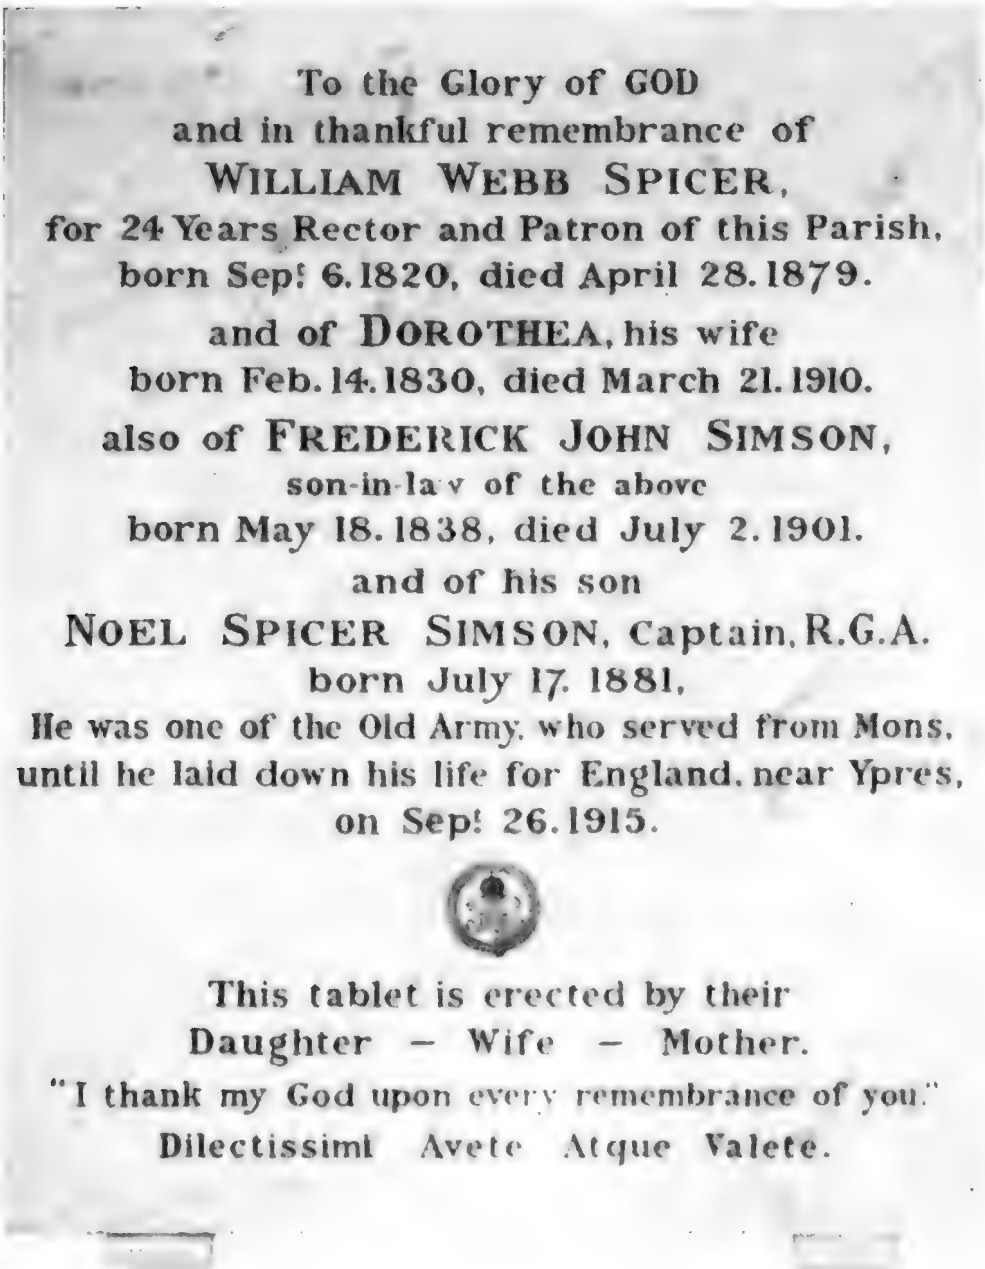 To the Glory of GOD
and in thankful remembrance of
WILLIAM WEBB SPICER,
for 24 Years Rector and Patron of this Parish,
born Sept. 6. 1820, died April 28. 1879.
and of DOROTHEA, his wife
born Feb. 14. 1830, died March 21. 1910.
also of FREDERICK JOHN SIMSON,
son-in-law of the above
born May 18. 1838, died July 2. 1901.
and of his son
NOEL SPICER SIMSON, Captain, R.G.A.
born July 17. 1881,
He was one of the Old Army, who served from Mons,
until he laid down his life for England, near Ypres,
on Sept. 26. 1915.
This tablet is erected by their
Daughter – Wife – Mother.
"I thank my God upon every remembrance of you."
Dilectissimi Avete Atque Valete.